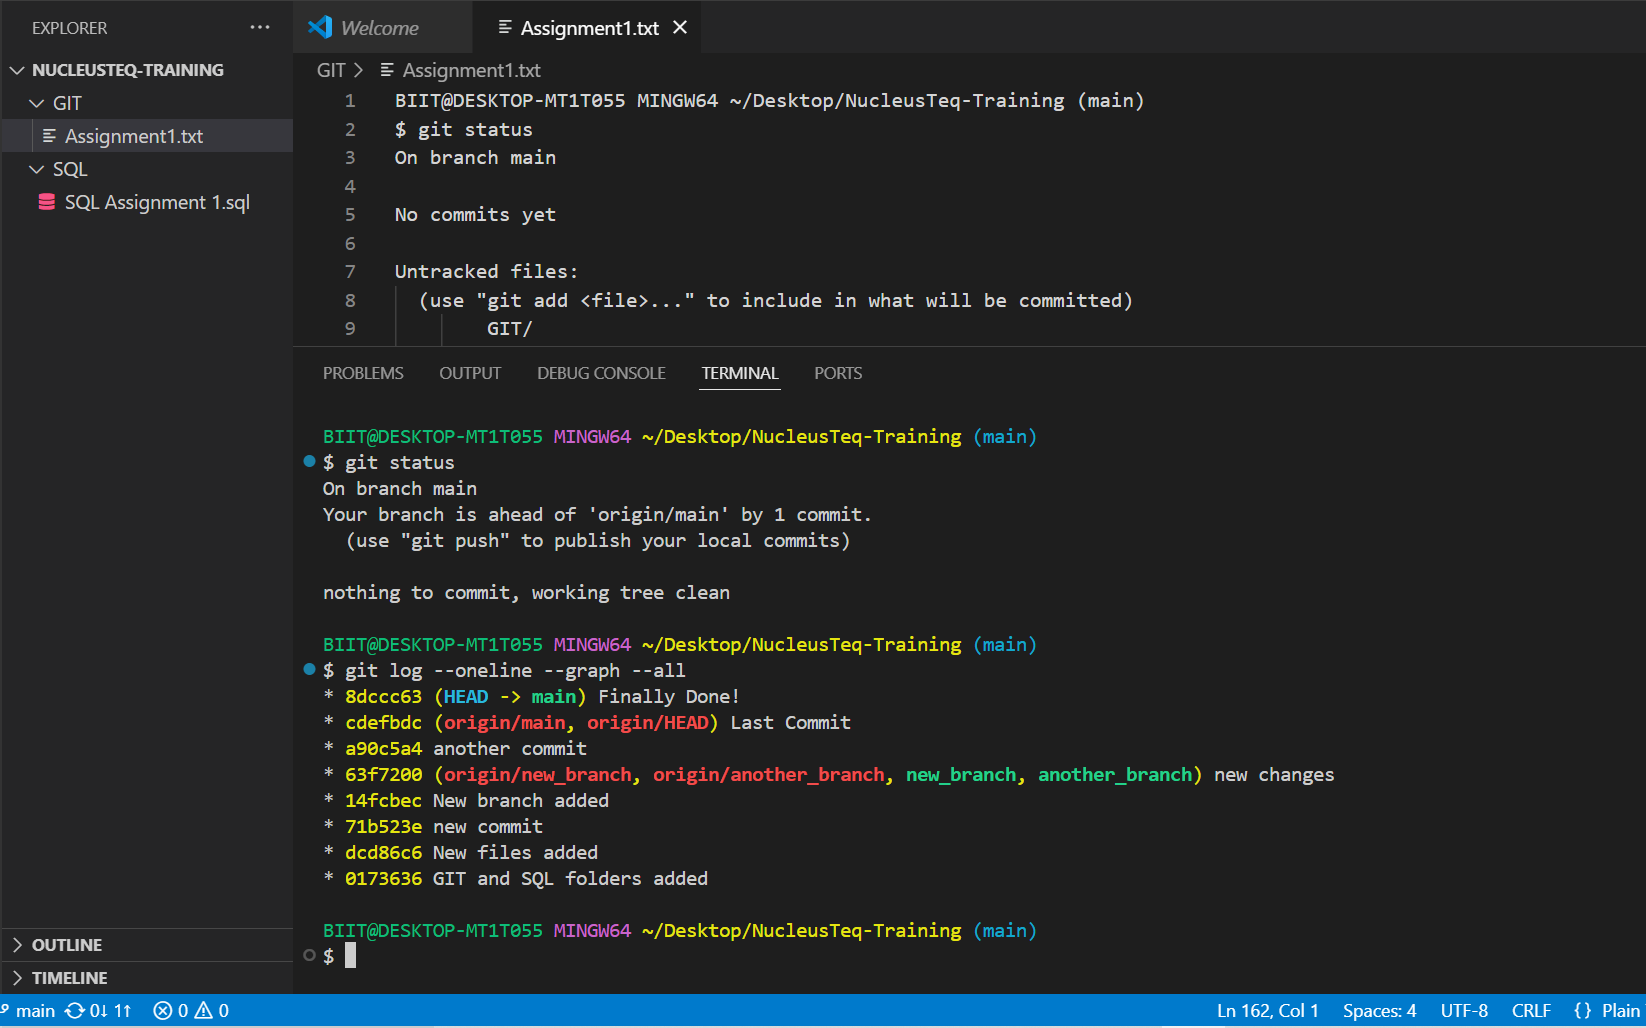 EXPLORER ...
Welcome
Assignment1.txt
NUCLEUSTEQ-TRAINING
GIT
Assignment1.txt
SQL
SQL Assignment 1.sql
GIT > Assignment1.txt
1 BIIT@DESKTOP-MT1T055 MINGW64 ~/Desktop/NucleusTeq-Training (main)
2 $ git status
3 On branch main
4
5 No commits yet
6
7 Untracked files:
8 (use "git add <file>..." to include in what will be committed)
9 GIT/
PROBLEMS OUTPUT DEBUG CONSOLE TERMINAL PORTS
BIIT@DESKTOP-MT1T055 MINGW64 ~/Desktop/NucleusTeq-Training (main)
$ git status
On branch main
Your branch is ahead of 'origin/main' by 1 commit.
(use "git push" to publish your local commits)
nothing to commit, working tree clean
BIIT@DESKTOP-MT1T055 MINGW64 ~/Desktop/NucleusTeq-Training (main)
$ git log --oneline --graph --all
* 8dccc63 (HEAD -> main) Finally Done!
* cdefbdc (origin/main, origin/HEAD) Last Commit
* a90c5a4 another commit
* 63f7200 (origin/new_branch, origin/another_branch, new_branch, another_branch) new changes
* 14fcbec New branch added
* 71b523e new commit
* dcd86c6 New files added
* 0173636 GIT and SQL folders added
BIIT@DESKTOP-MT1T055 MINGW64 ~/Desktop/NucleusTeq-Training (main)
$
OUTLINE
TIMELINE
main 0↓ 1↑ 0 0 Ln 162, Col 1 Spaces: 4 UTF-8 CRLF {} Plain